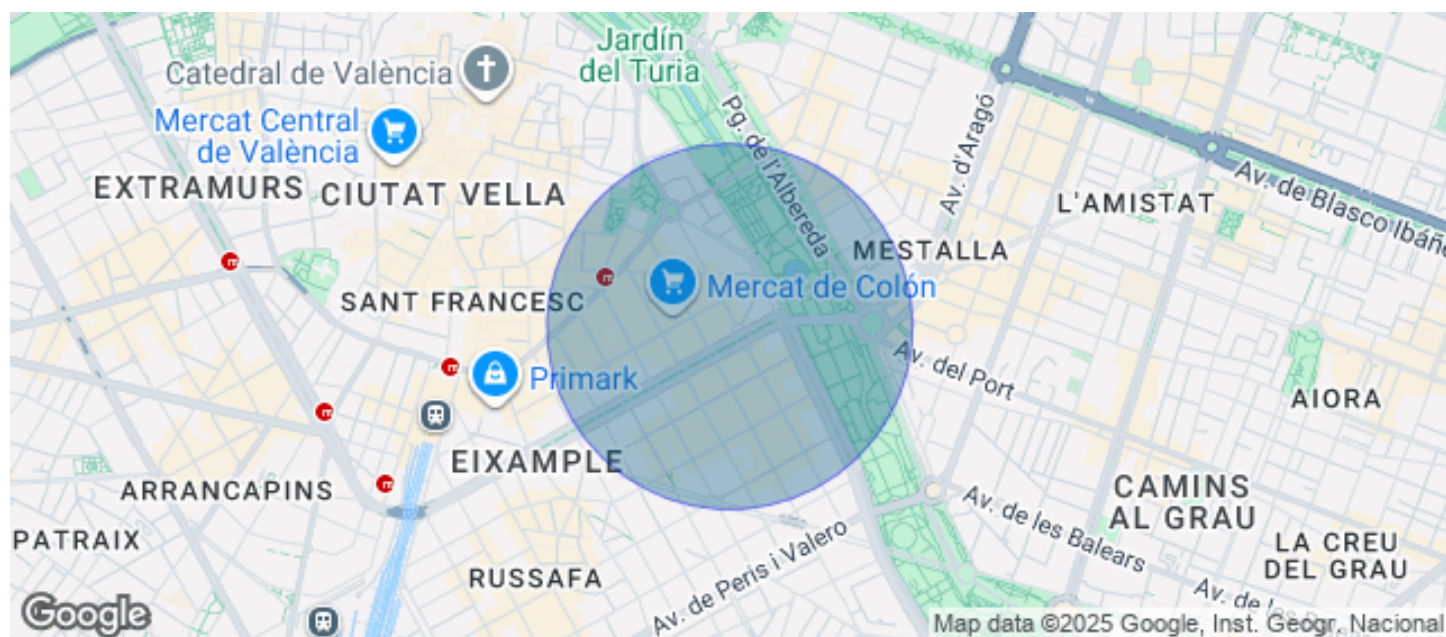 Jardín
del Turia
Catedral de València
Mercat Central
de València
Pg. de l'Albereda
Av. d'Aragó
Av. de Blasco Ibáñ
EXTRAMURS
CIUTAT VELLA
L'AMISTAT
MESTALLA
Mercat de Colón
SANT FRANCESC
Primark
Av. del Port
AIORA
EIXAMPLE
ARRANCAPINS
CAMINS
AL GRAU
Av. de les Balears
PATRAIX
LA CREU
DEL GRAU
RUSSAFA
Av. de Peris i Valero
Google
Map data ©2025 Google, Inst. Geogr. Nacional